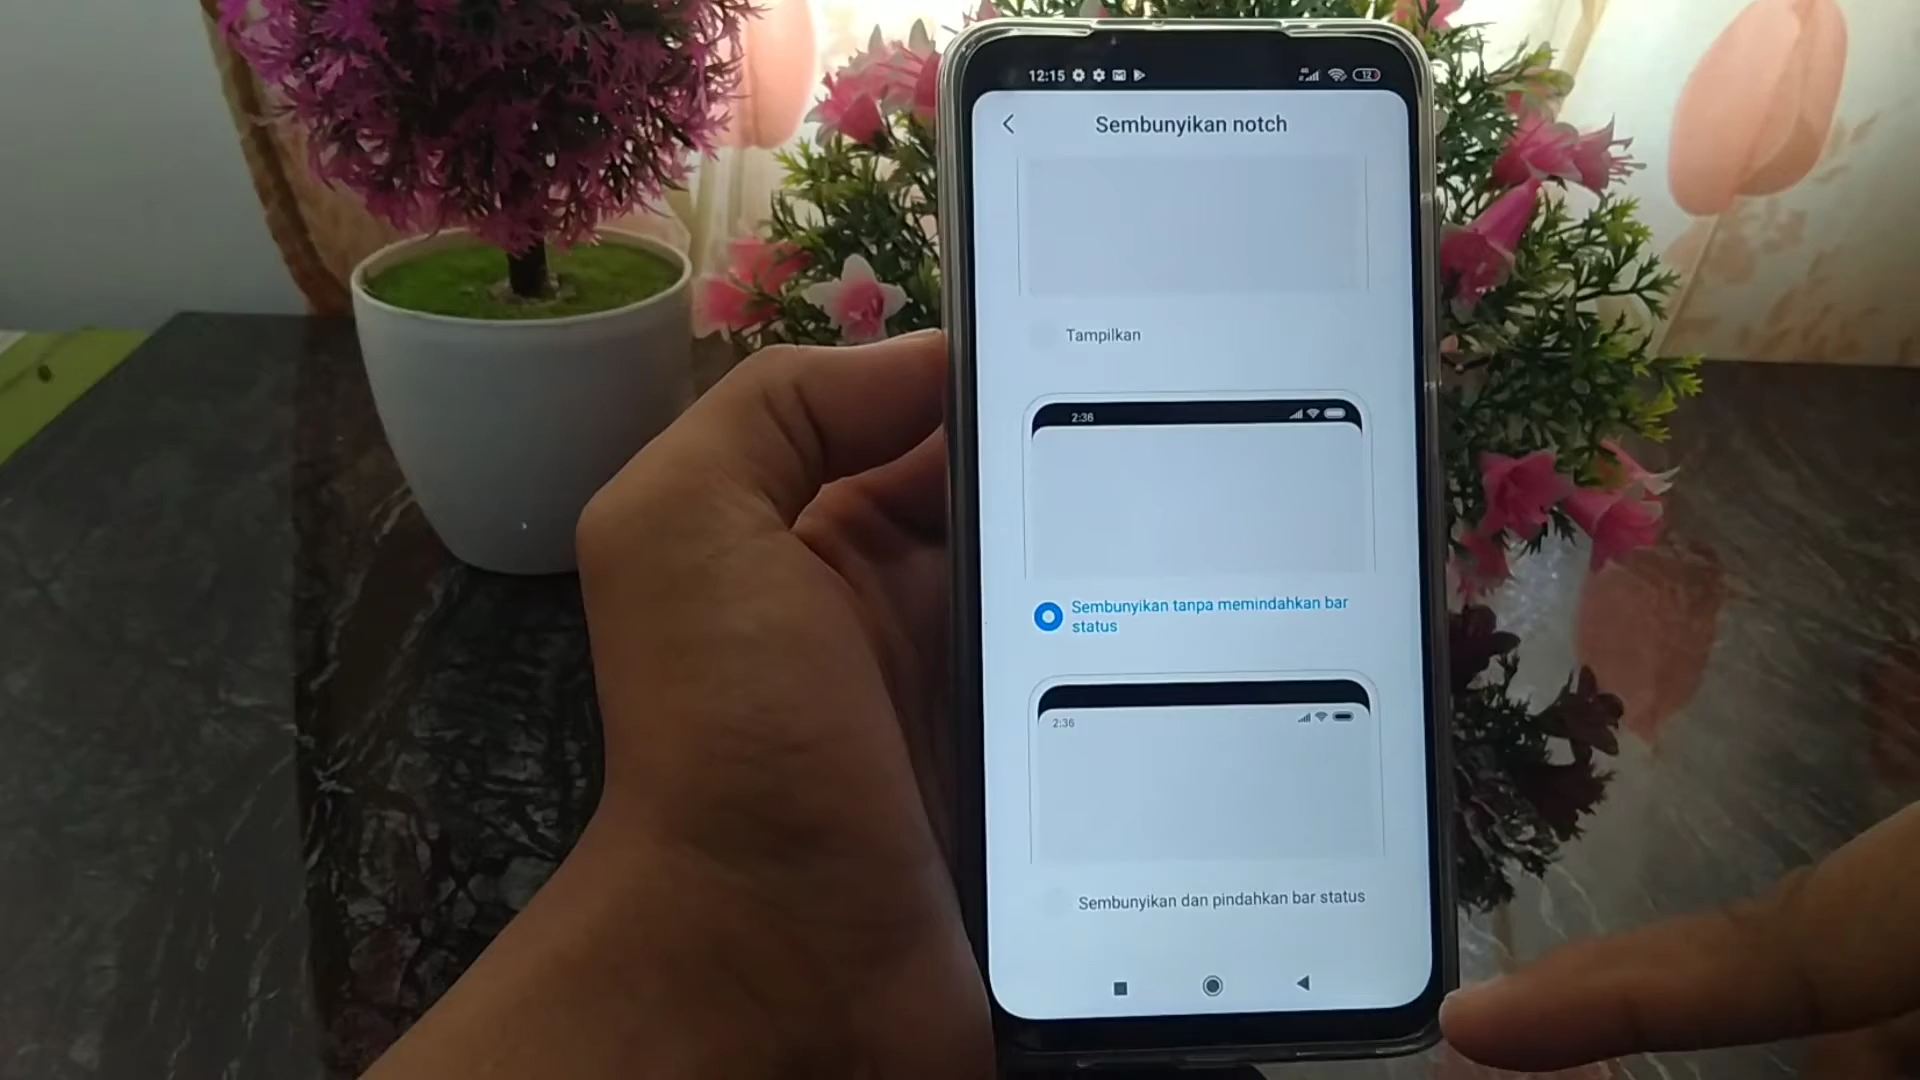 12:15
12
Sembunyikan notch
Tampilkan
2:36
Sembunyikan tanpa memindahkan bar
status
2:36
Sembunyikan dan pindahkan bar status